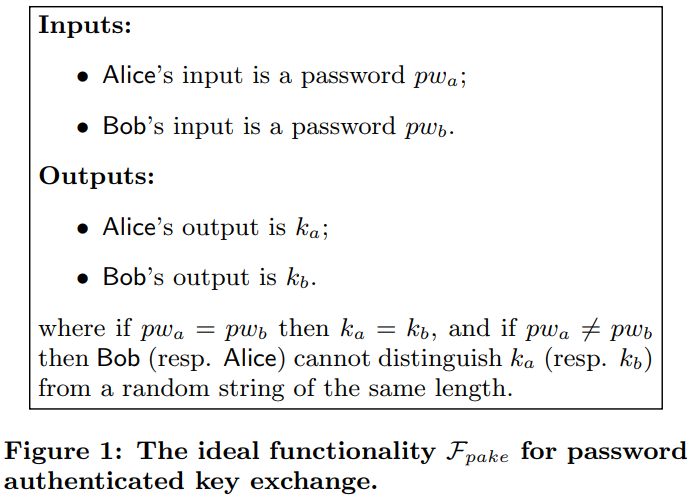 Inputs:
• Alice's input is a password pw_a;
• Bob's input is a password pw_b.
Outputs:
• Alice's output is k_a;
• Bob's output is k_b.
where if pw_a = pw_b then k_a = k_b, and if pw_a ≠ pw_b
then Bob (resp. Alice) cannot distinguish k_a (resp. k_b)
from a random string of the same length.
Figure 1: The ideal functionality F_pake for password
authenticated key exchange.